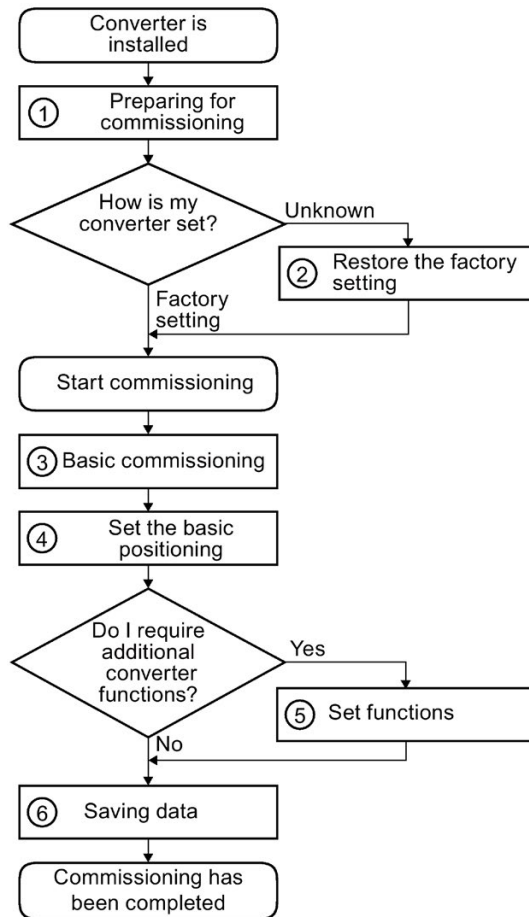 Converter is
installed
1 Preparing for
commissioning
How is my
converter set?
Unknown
2 Restore the factory
setting
Factory
setting
Start commissioning
3 Basic commissioning
4 Set the basic
positioning
Do I require
additional
converter
functions?
Yes
5 Set functions
No
6 Saving data
Commissioning has
been completed